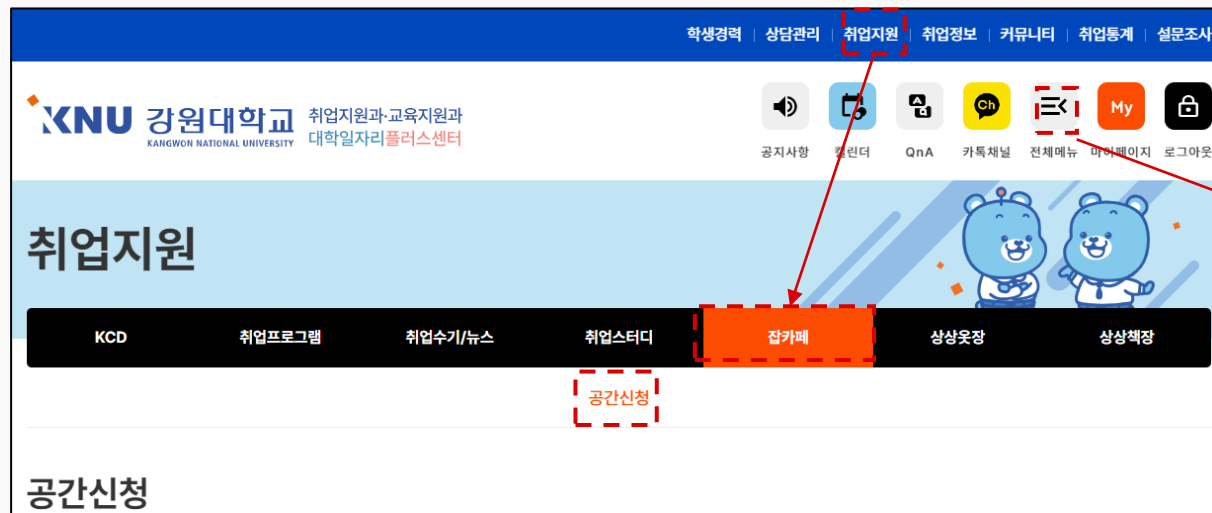 학생경력 | 상담관리 | 취업지원 | 취업정보 | 커뮤니티 | 취업통계 | 설문조사
KNU 강원대학교 취업지원과·교육지원과
KANGWON NATIONAL UNIVERSITY 대학일자리플러스센터
Ch My
공지사항 캘린더 QnA 카톡채널 전체메뉴 마이페이지 로그아웃
취업지원
KCD 취업프로그램 취업수기/뉴스 취업스터디 잡카페 상상옷장 상상책장
공간신청
공간신청